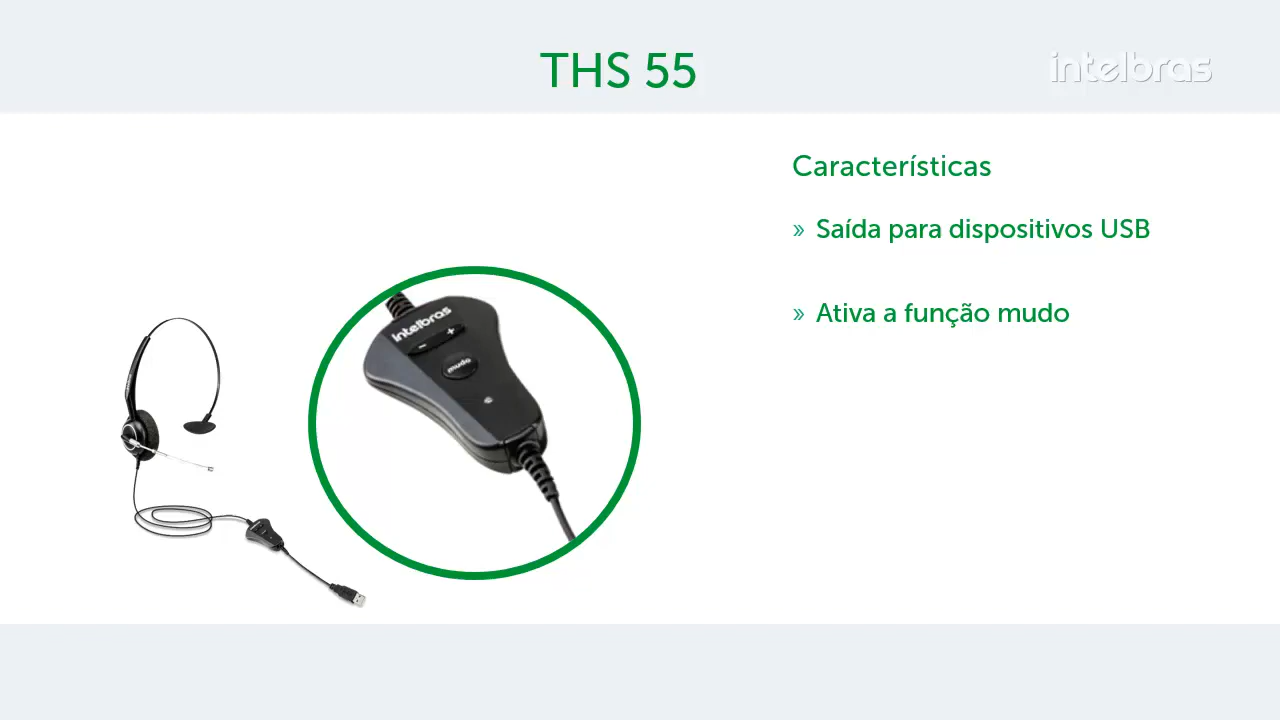 THS 55
intelbras
Características
» Saída para dispositivos USB
» Ativa a função mudo
intelbras
- +
mudo